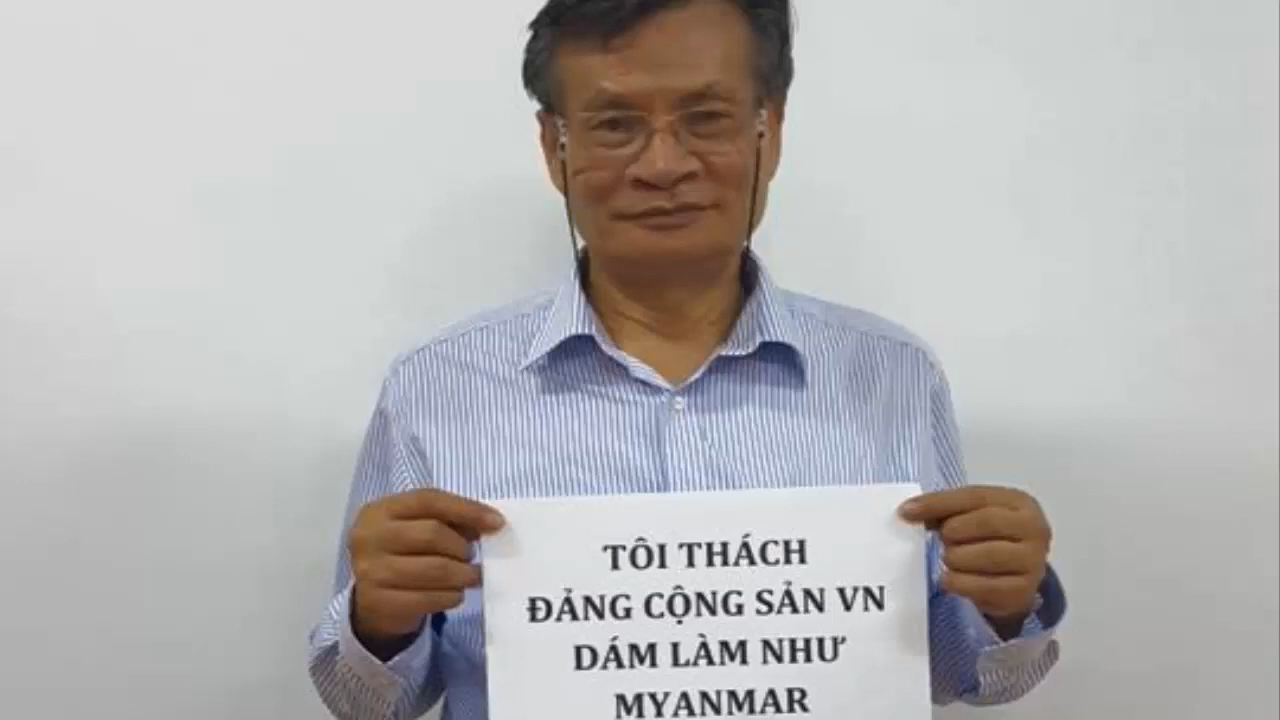 TÔI THÁCH
ĐẢNG CỘNG SẢN VN
DÁM LÀM NHƯ
MYANMAR